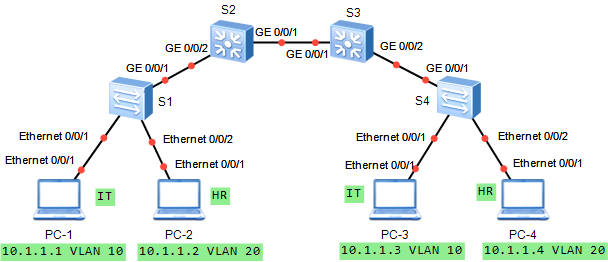 S2
S3
GE 0/0/1
GE 0/0/2
GE 0/0/1
GE 0/0/2
GE 0/0/1
GE 0/0/1
S1
S4
Ethernet 0/0/1
Ethernet 0/0/2
Ethernet 0/0/1
Ethernet 0/0/2
Ethernet 0/0/1
Ethernet 0/0/1
Ethernet 0/0/1
Ethernet 0/0/1
IT
HR
IT
HR
PC-1
PC-2
PC-3
PC-4
10.1.1.1 VLAN 10
10.1.1.2 VLAN 20
10.1.1.3 VLAN 10
10.1.1.4 VLAN 20